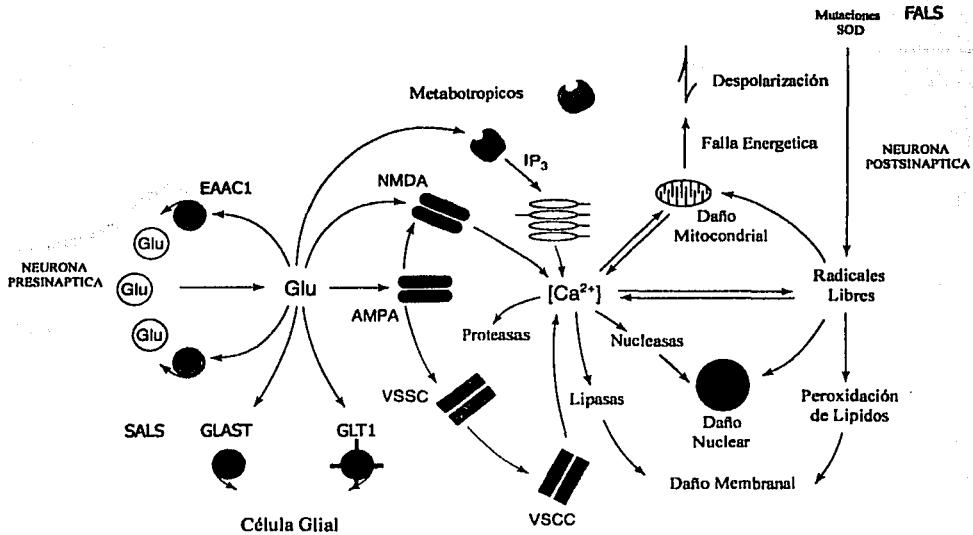 Mutaciones
SOD
FALS
Despolarización
Metabotropicos
Falla Energetica
NEURONA
POSTSINAPTICA
IP3
EAAC1
NMDA
Daño
Mitocondrial
Glu
NEURONA
PRESINAPTICA
Glu
Glu
AMPA
[Ca2+]
Radicales
Libres
Glu
Proteasas
Nucleasas
VSSC
Lipasas
Daño
Nuclear
Peroxidación
de Lipidos
SALS
GLAST
GLT1
Daño Membranal
VSCC
Célula Glial